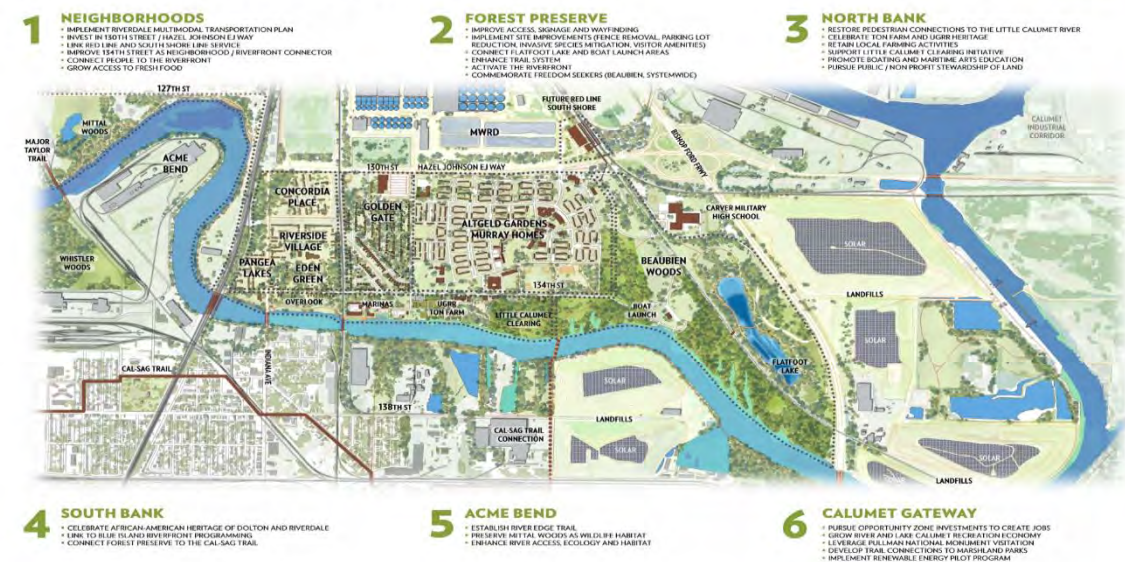 1 NEIGHBORHOODS
• IMPLEMENT RIVERDALE MULTIMODAL TRANSPORTATION PLAN
• INVEST IN 130TH STREET / HAZEL JOHNSON EJ WAY
• LINK RED LINE AND SOUTH SHORE LINE SERVICE
• IMPROVE 134TH STREET AS NEIGHBORHOOD / RIVERFRONT CONNECTOR
• CONNECT PEOPLE TO THE RIVERFRONT
• GROW ACCESS TO FRESH FOOD
2 FOREST PRESERVE
• IMPROVE ACCESS, SIGNAGE AND WAYFINDING
• IMPLEMENT SITE IMPROVEMENTS (FENCE REMOVAL, PARKING LOT
REDUCTION, INVASIVE SPECIES MITIGATION, VISITOR AMENITIES)
• CONNECT FLATFOOT LAKE AND BOAT LAUNCH AREAS
• ENHANCE TRAIL SYSTEM
• ACTIVATE THE RIVERFRONT
• COMMEMORATE FREEDOM SEEKERS (BEAUBIEN, SYSTEMWIDE)
3 NORTH BANK
• RESTORE PEDESTRIAN CONNECTIONS TO THE LITTLE CALUMET RIVER
• CELEBRATE TON FARM AND UGRR HERITAGE
• RETAIN LOCAL FARMING ACTIVITIES
• SUPPORT LITTLE CALUMET CLEARING INITIATIVE
• PROMOTE BOATING AND MARITIME ARTS EDUCATION
• PURSUE PUBLIC / NON PROFIT STEWARDSHIP OF LAND
127TH ST
MITTAL
WOODS
MAJOR
TAYLOR
TRAIL
ACME
BEND
FUTURE RED LINE
SOUTH SHORE
MWRD
BISHOP FORD FRWY
CALUMET
INDUSTRIAL
CORRIDOR
130TH ST
HAZEL JOHNSON EJ WAY
CONCORDIA
PLACE
GOLDEN
GATE
ALTGELD GARDENS
MURRAY HOMES
CARVER MILITARY
HIGH SCHOOL
RIVERSIDE
VILLAGE
PANGEA
LAKES
EDEN
GREEN
WHISTLER
WOODS
BEAUBIEN
WOODS
SOLAR
134TH ST
LANDFILLS
OVERLOOK
MARINAS
UGRR
TON FARM
LITTLE CALUMET
CLEARING
BOAT
LAUNCH
SOLAR
INDIANA AVE
FLATFOOT
LAKE
CAL-SAG TRAIL
SOLAR
138TH ST
LANDFILLS
CAL-SAG TRAIL
CONNECTION
SOLAR
SOLAR
SOLAR
LANDFILLS
4 SOUTH BANK
• CELEBRATE AFRICAN-AMERICAN HERITAGE OF DOLTON AND RIVERDALE
• LINK TO BLUE ISLAND RIVERFRONT PROGRAMMING
• CONNECT FOREST PRESERVE TO THE CAL-SAG TRAIL
5 ACME BEND
• ESTABLISH RIVER EDGE TRAIL
• PRESERVE MITTAL WOODS AS WILDLIFE HABITAT
• ENHANCE RIVER ACCESS, ECOLOGY AND HABITAT
6 CALUMET GATEWAY
• PURSUE OPPORTUNITY ZONE INVESTMENTS TO CREATE JOBS
• GROW RIVER AND LAKE CALUMET RECREATION ECONOMY
• LEVERAGE PULLMAN NATIONAL MONUMENT VISITATION
• DEVELOP TRAIL CONNECTIONS TO MARSHLAND PARKS
• IMPLEMENT RENEWABLE ENERGY PILOT PROGRAM